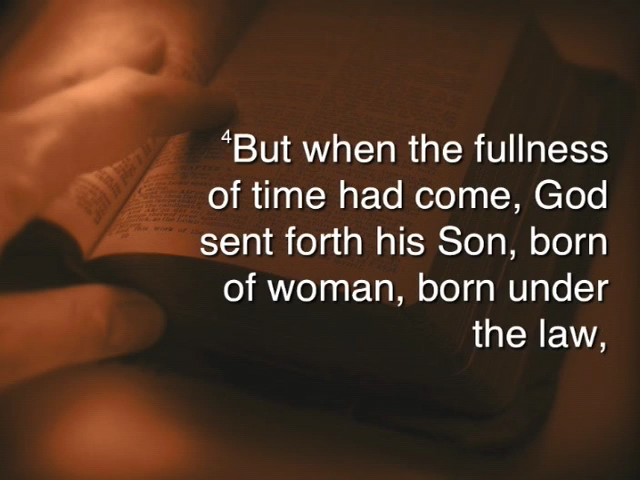 ⁴But when the fullness
of time had come, God
sent forth his Son, born
of woman, born under
the law,